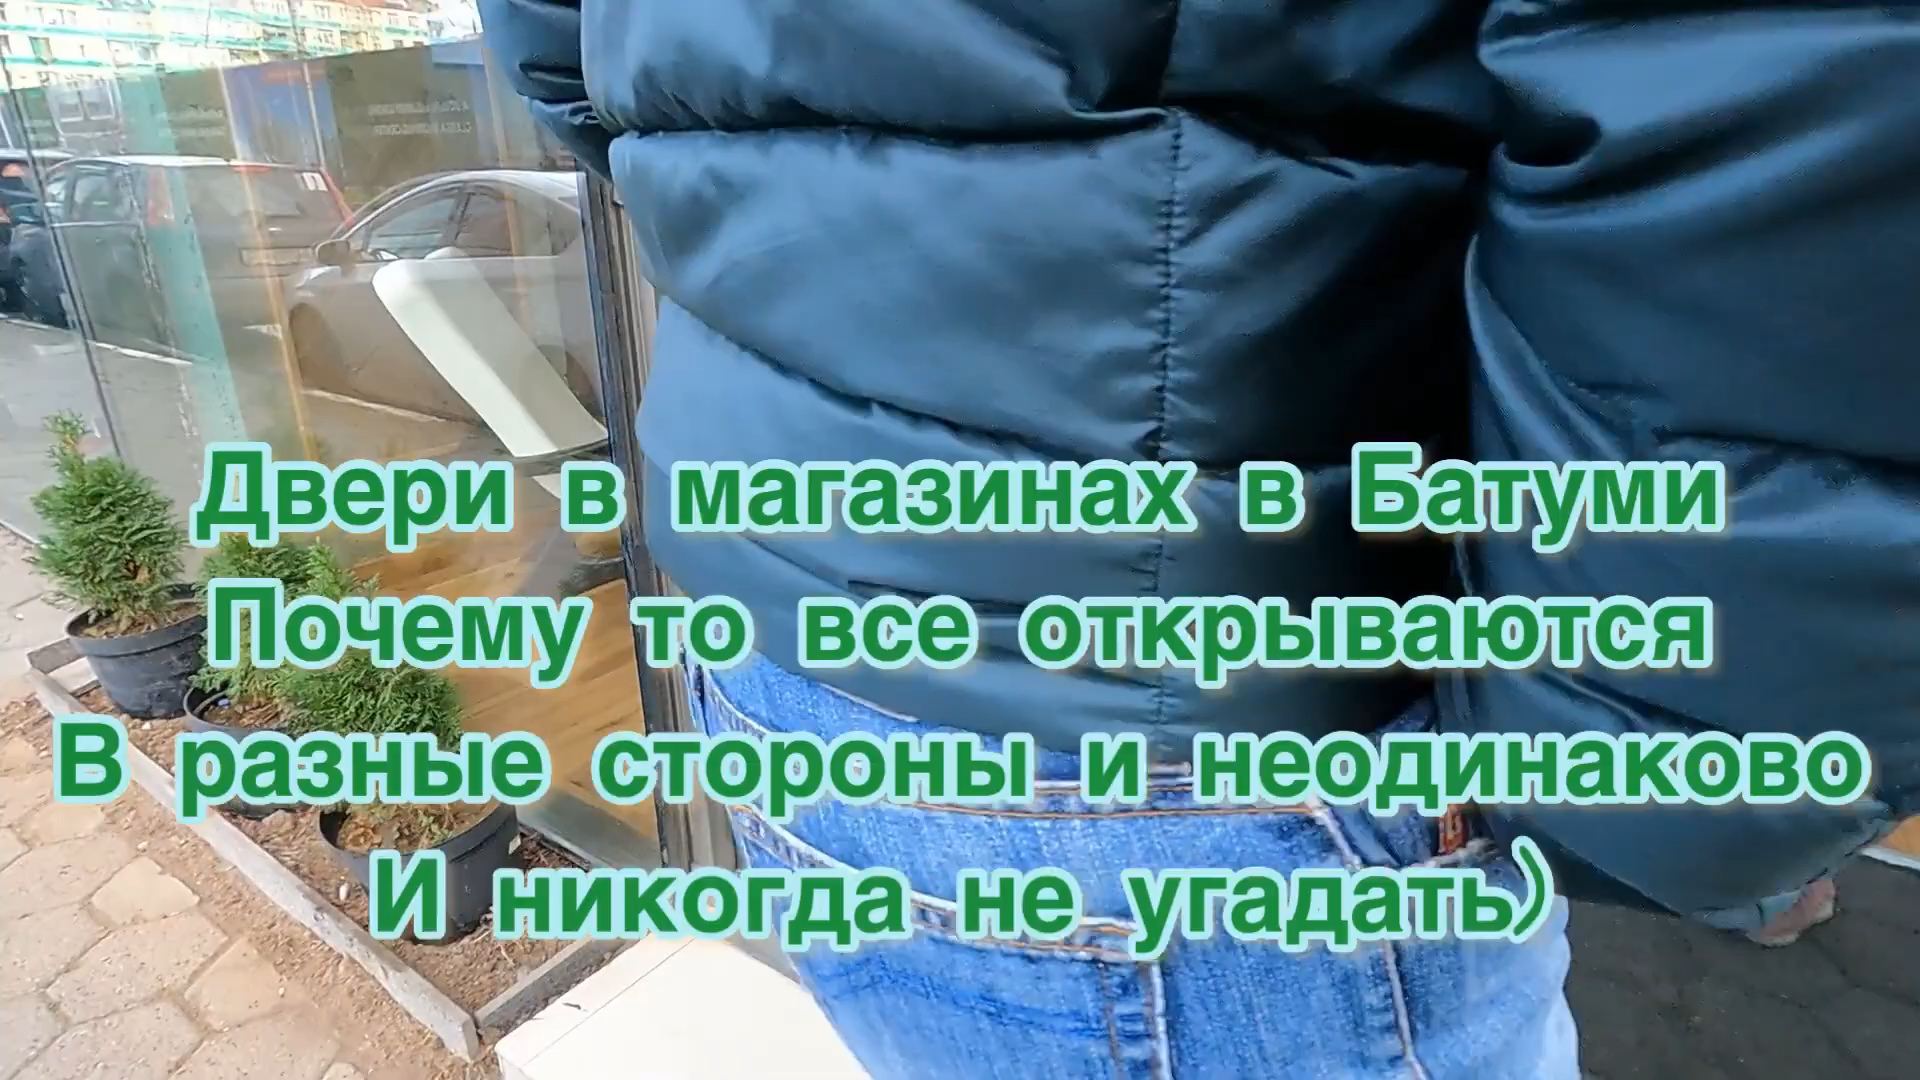 Двери в магазинах в Батуми
Почему то все открываются
В разные стороны и неодинаково
И никогда не угадать)